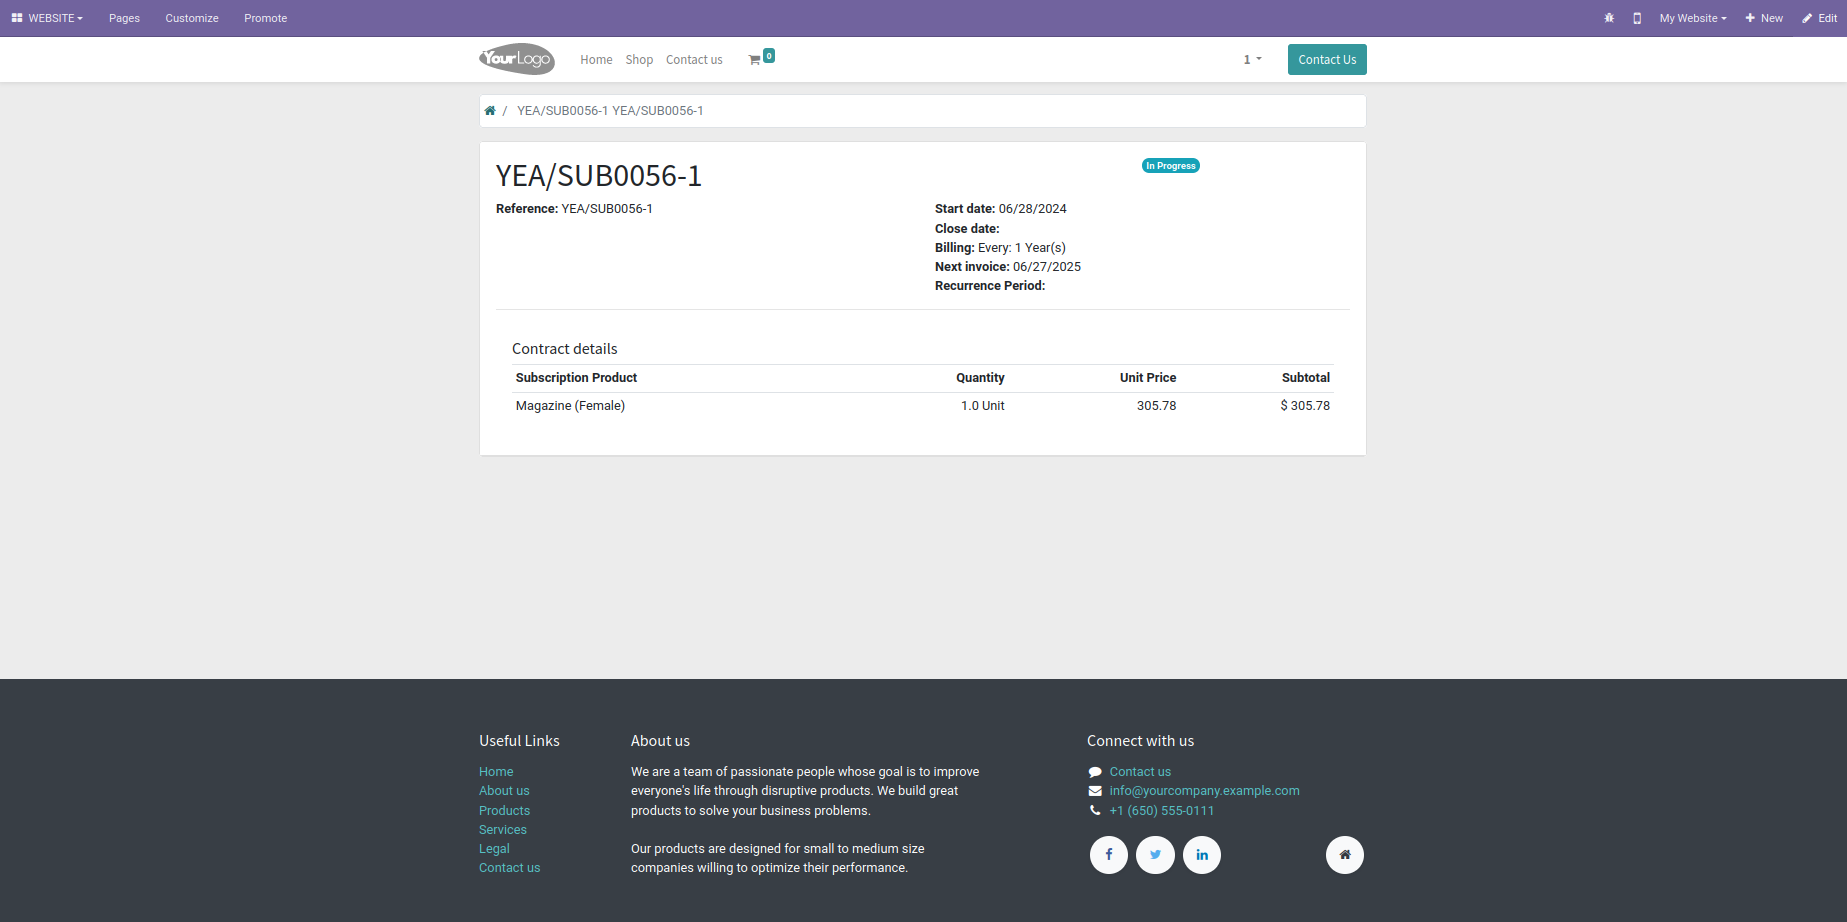 WEBSITE Pages Customize Promote My Website New Edit
YourLogo Home Shop Contact us 0 1 Contact Us
/ YEA/SUB0056-1 YEA/SUB0056-1
YEA/SUB0056-1 In Progress
Reference: YEA/SUB0056-1
Start date: 06/28/2024
Close date:
Billing: Every: 1 Year(s)
Next invoice: 06/27/2025
Recurrence Period:
Contract details
Subscription Product Quantity Unit Price Subtotal
Magazine (Female) 1.0 Unit 305.78 $ 305.78
Useful Links
Home
About us
Products
Services
Legal
Contact us
About us
We are a team of passionate people whose goal is to improve
everyone's life through disruptive products. We build great
products to solve your business problems.
Our products are designed for small to medium size
companies willing to optimize their performance.
Connect with us
Contact us
info@yourcompany.example.com
+1 (650) 555-0111